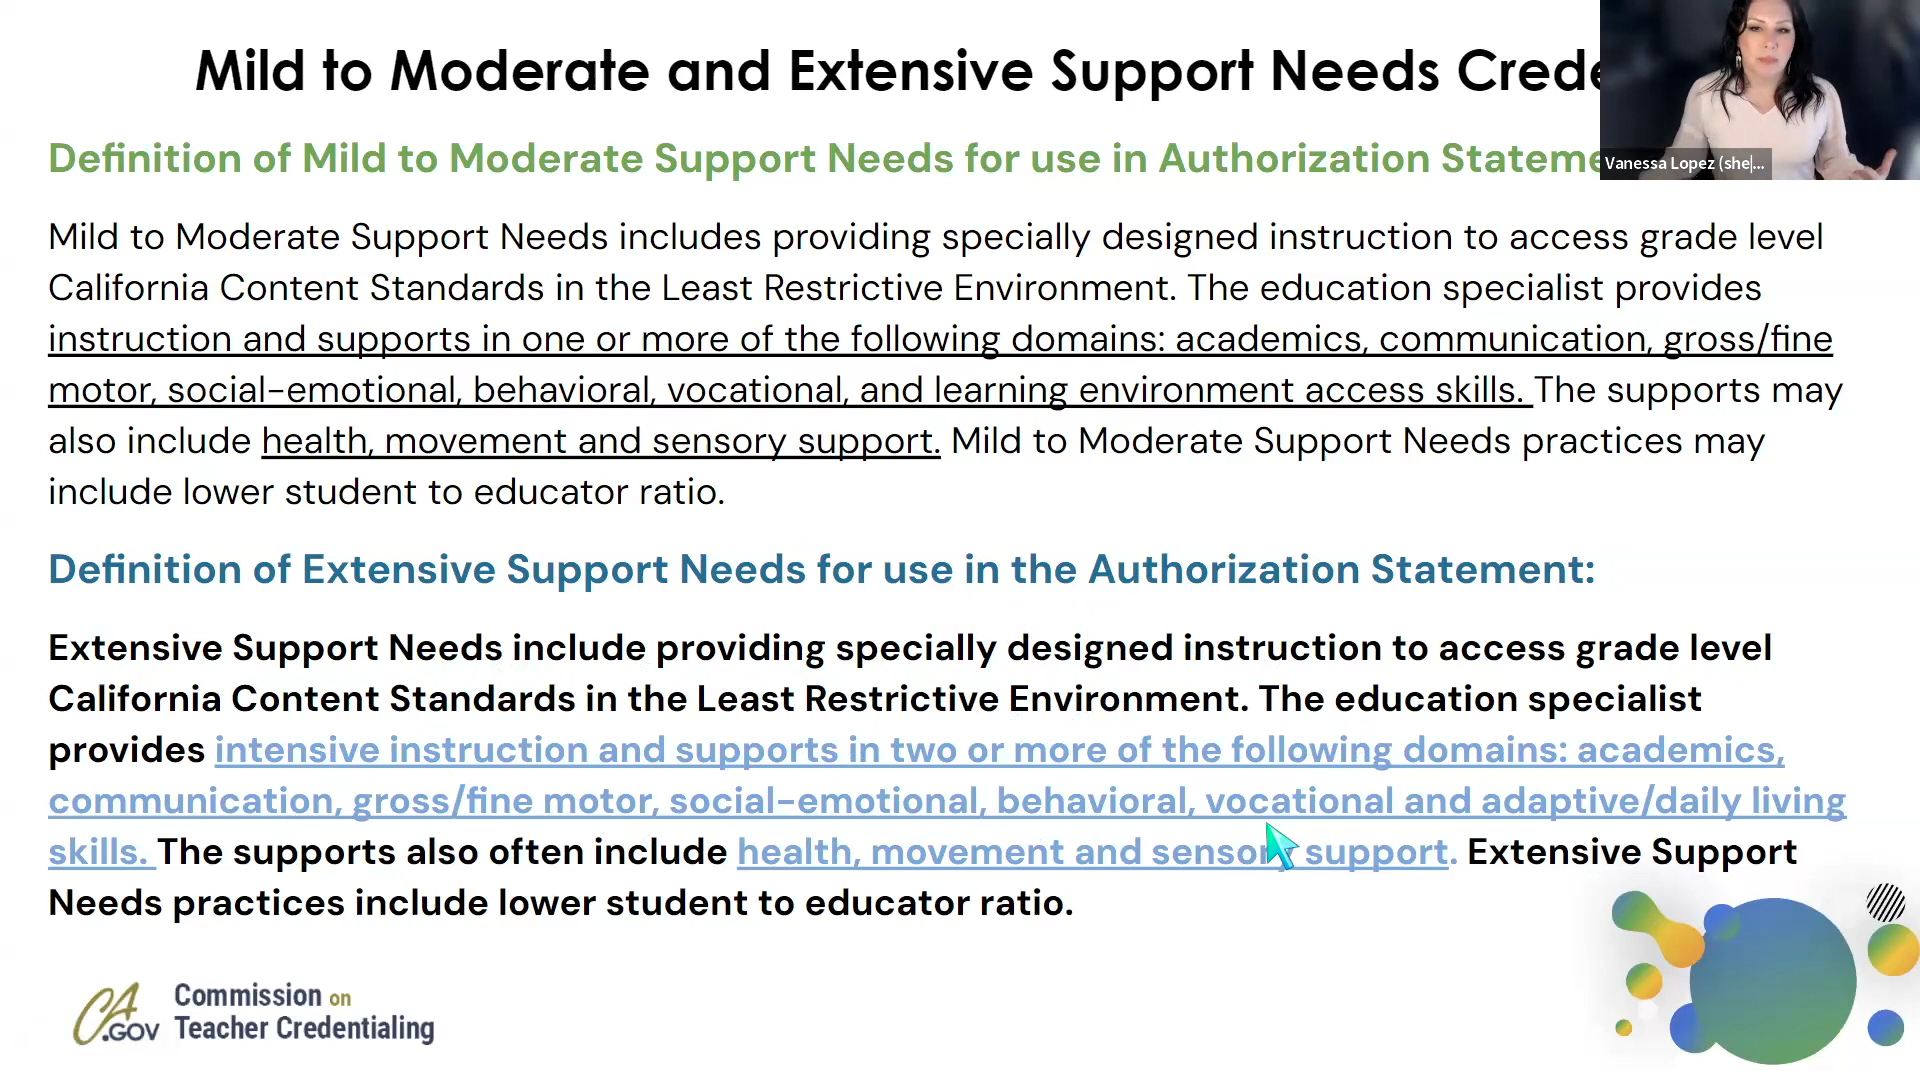 Mild to Moderate and Extensive Support Needs
Definition of Mild to Moderate Support Needs for use in Authorization
Vanessa Lopez (she|...
Mild to Moderate Support Needs includes providing specially designed instruction to access grade level
California Content Standards in the Least Restrictive Environment. The education specialist provides
instruction and supports in one or more of the following domains: academics, communication, gross/fine
motor, social-emotional, behavioral, vocational, and learning environment access skills. The supports may
also include health, movement and sensory support. Mild to Moderate Support Needs practices may
include lower student to educator ratio.
Definition of Extensive Support Needs for use in the Authorization Statement:
Extensive Support Needs include providing specially designed instruction to access grade level
California Content Standards in the Least Restrictive Environment. The education specialist
provides intensive instruction and supports in two or more of the following domains: academics,
communication, gross/fine motor, social-emotional, behavioral, vocational and adaptive/daily living
skills. The supports also often include health, movement and sensory support. Extensive Support
Needs practices include lower student to educator ratio.
CA.GOV
Commission on
Teacher Credentialing